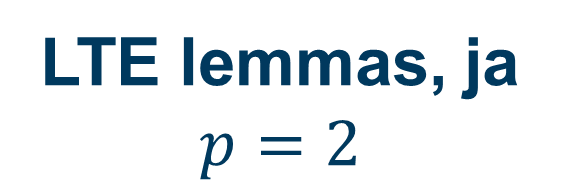 LTE lemmas, ja
𝑝 = 2